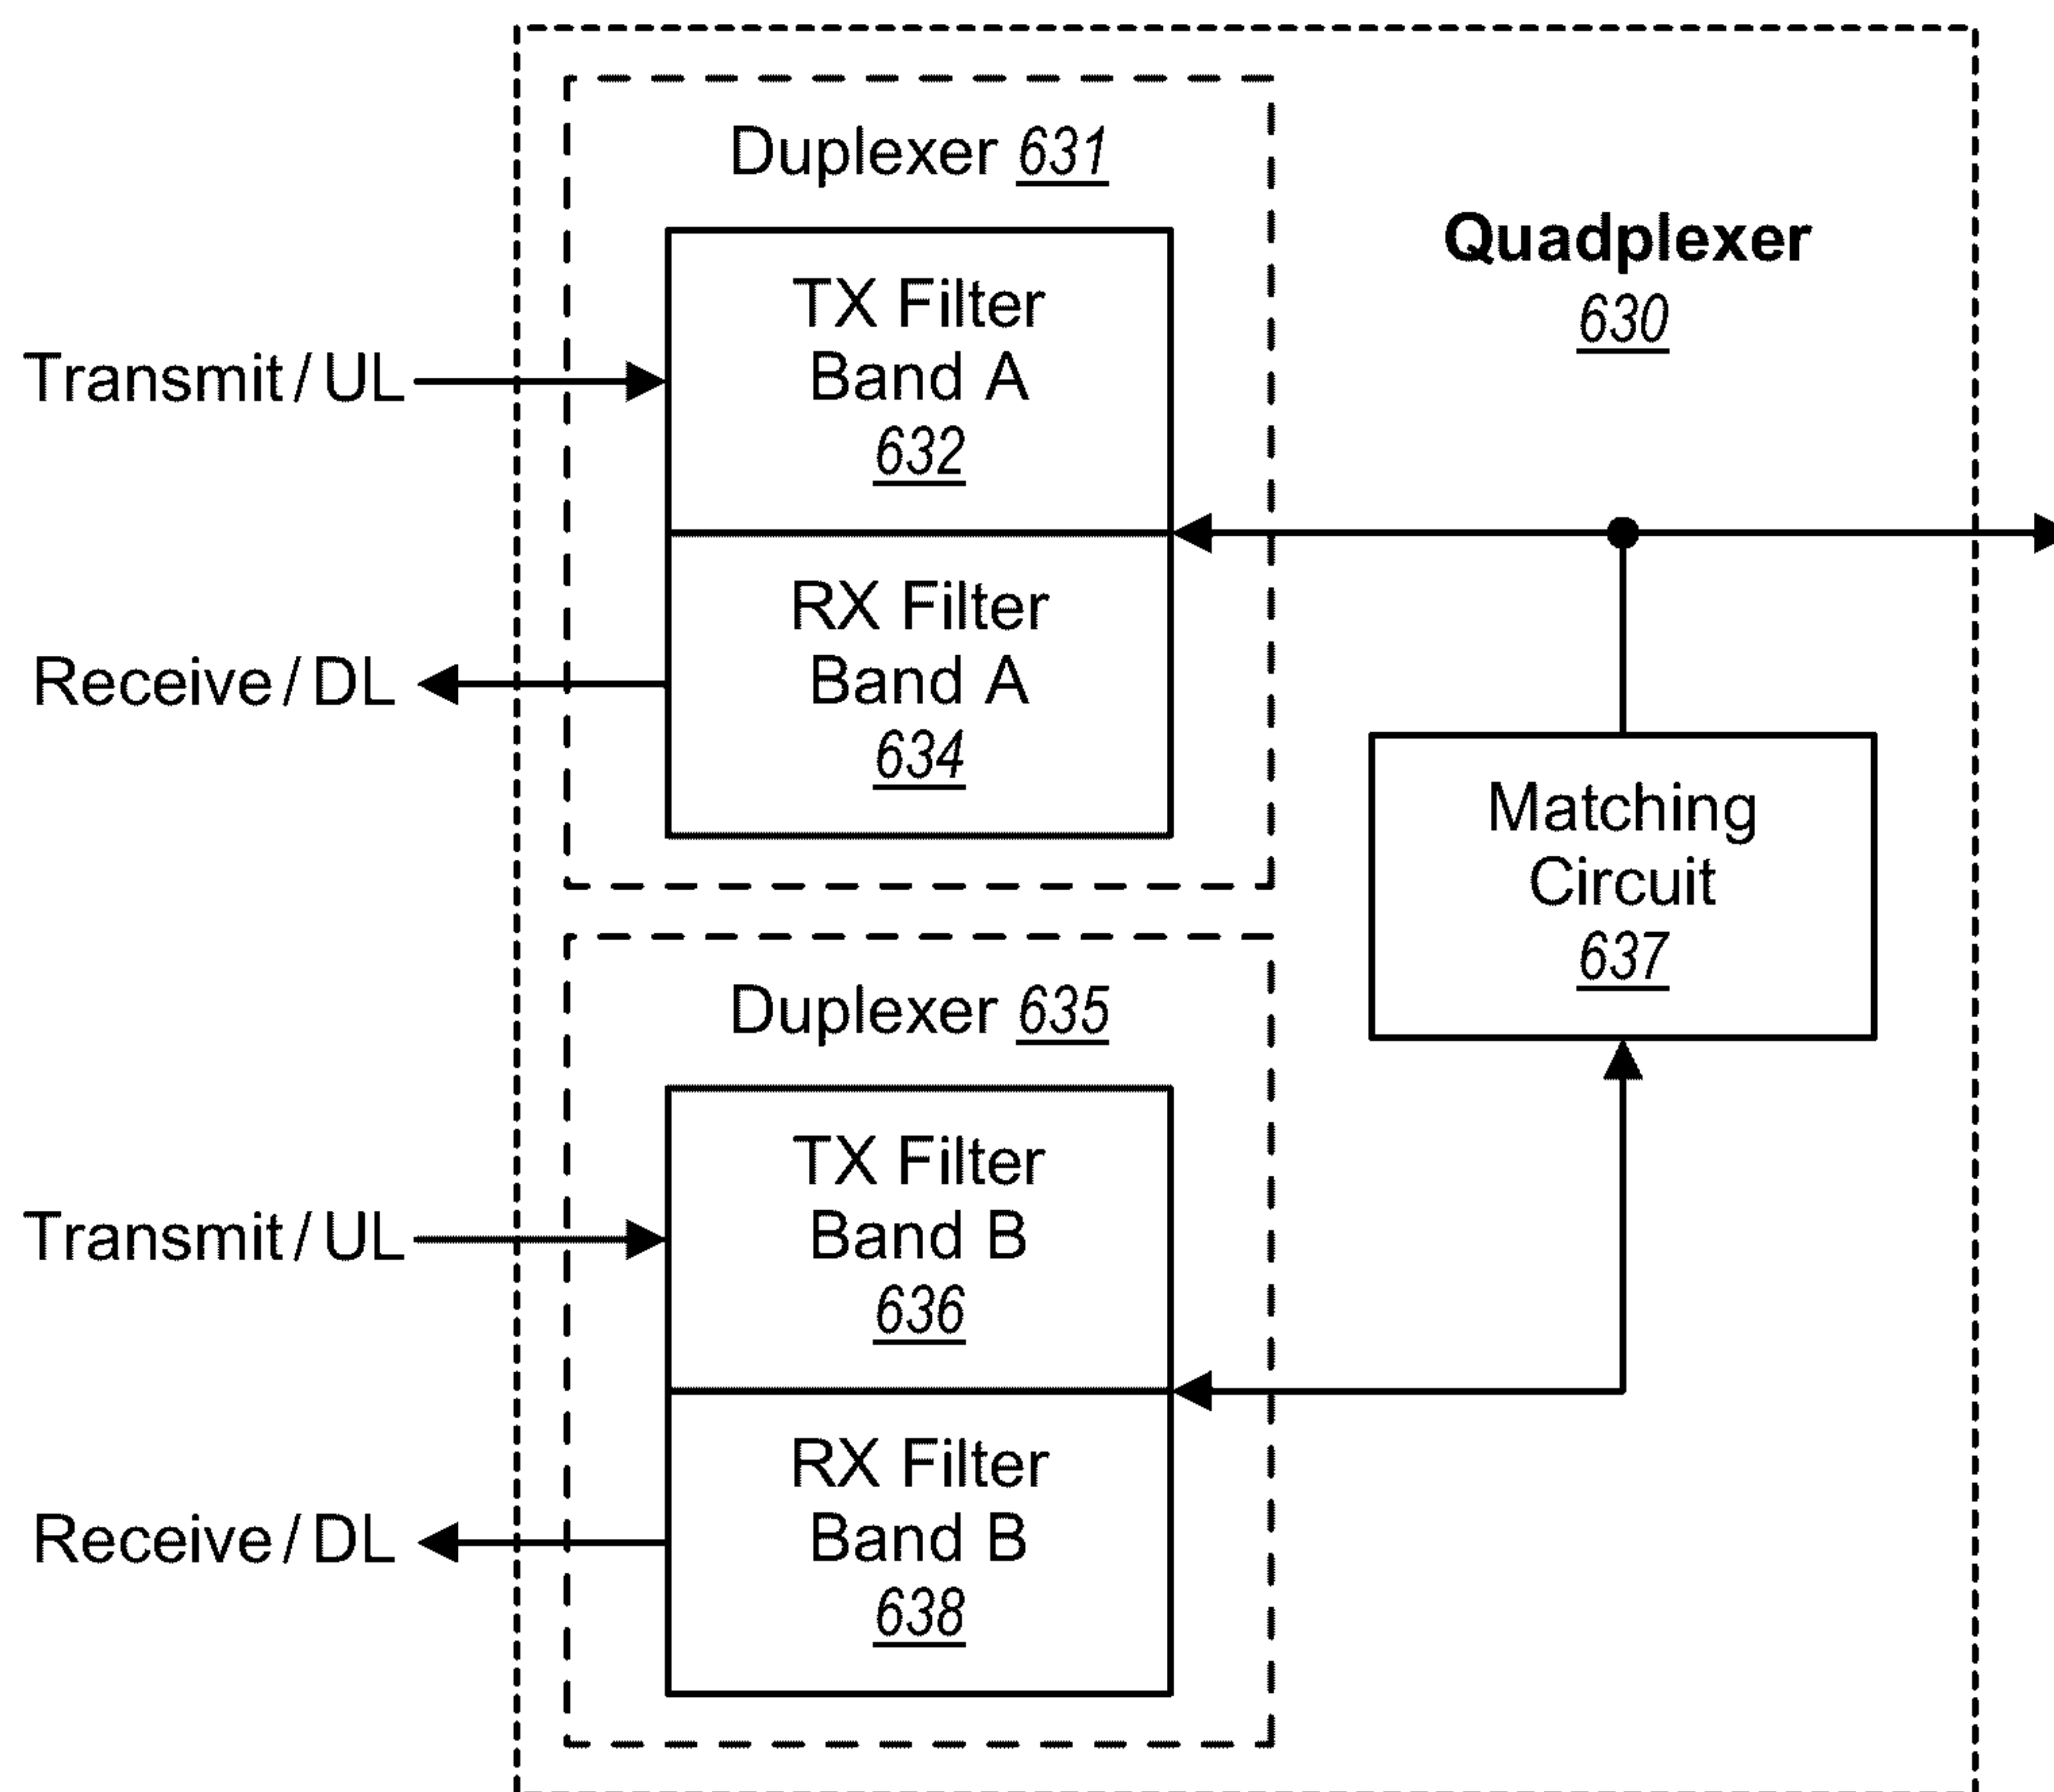 Duplexer 631
Quadplexer
630
TX Filter
Band A
632
Transmit / UL
RX Filter
Band A
634
Receive / DL
Matching
Circuit
637
Duplexer 635
TX Filter
Band B
636
Transmit / UL
RX Filter
Band B
638
Receive / DL